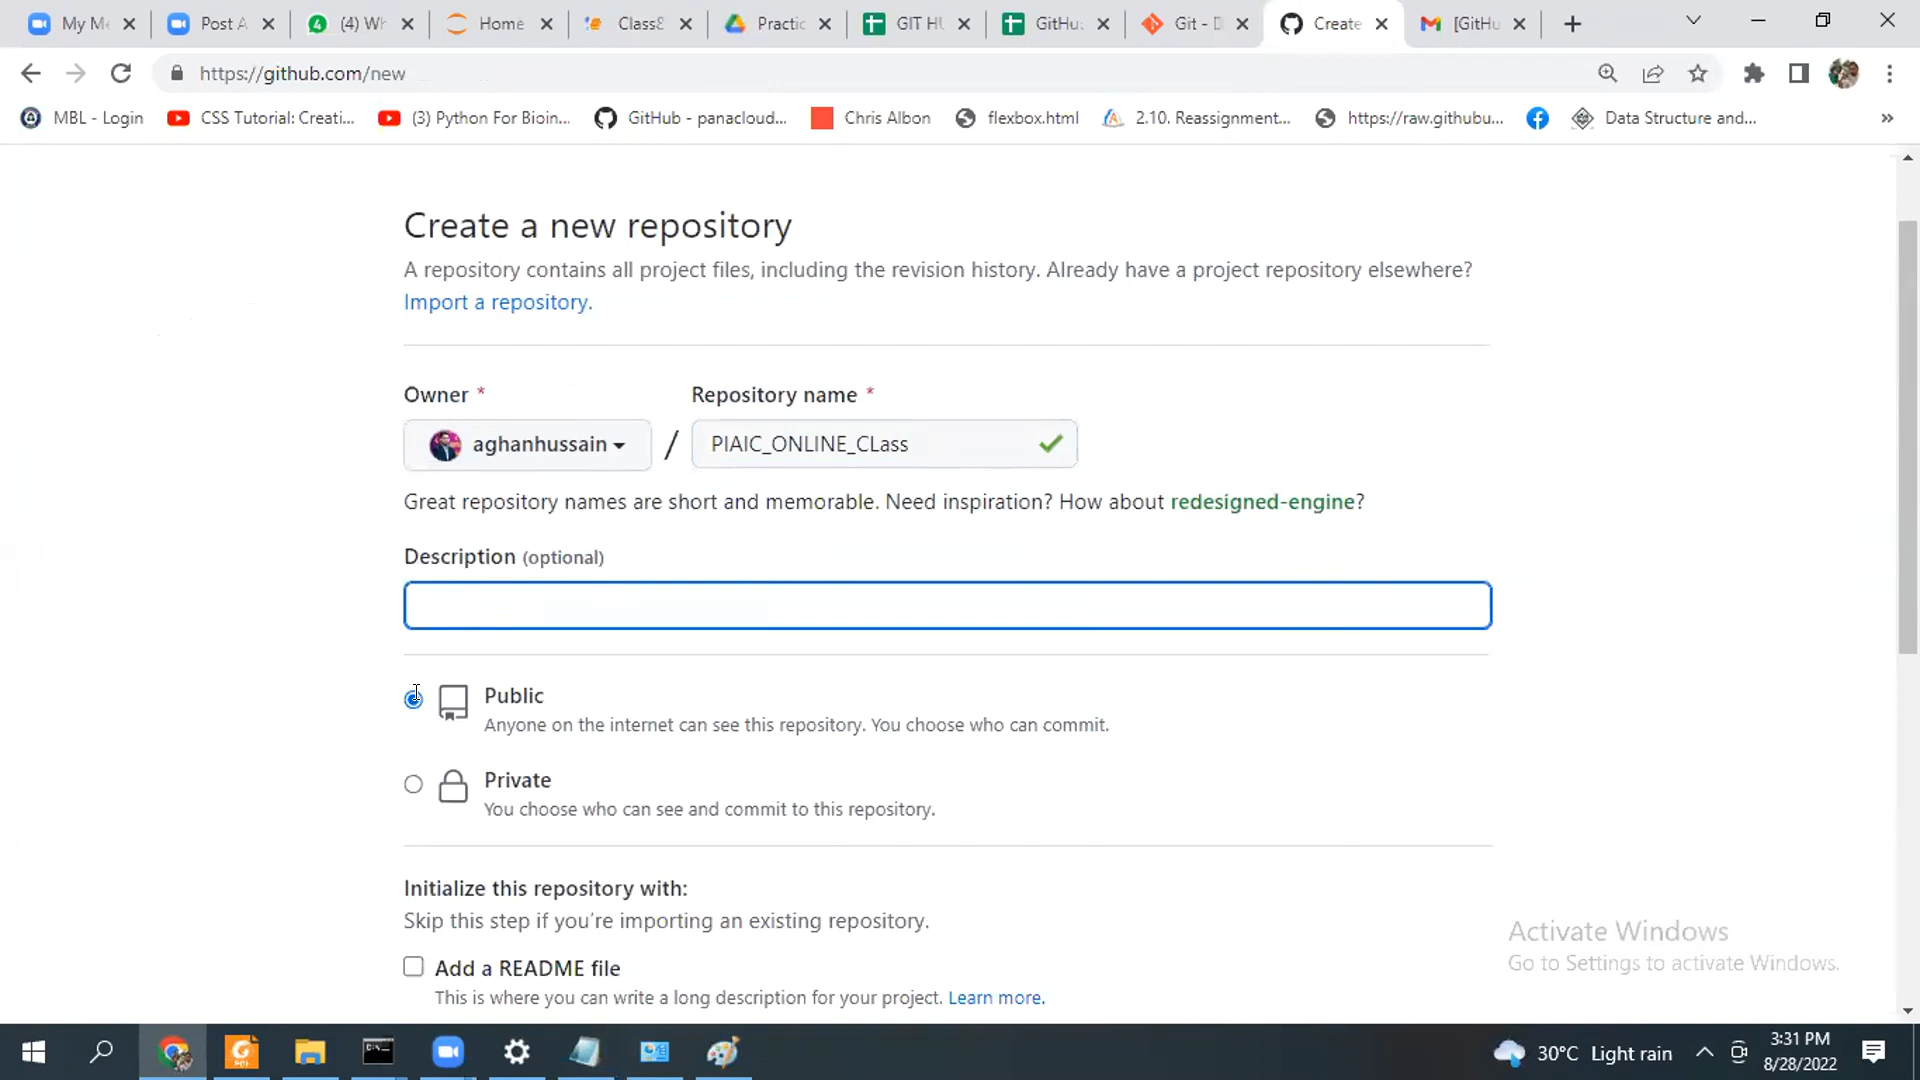 My Me
Post A
(4) Wh
Home
Class8
Practic
GIT HU
GitHu
Git - D
Create
[GitHu
https://github.com/new
MBL - Login
CSS Tutorial: Creati...
(3) Python For Bioin...
GitHub - panacloud...
Chris Albon
flexbox.html
2.10. Reassignment...
https://raw.githubu...
Data Structure and...
»
Create a new repository
A repository contains all project files, including the revision history. Already have a project repository elsewhere?
Import a repository.
Owner *
Repository name *
aghanhussain
/
PIAIC_ONLINE_CLass
Great repository names are short and memorable. Need inspiration? How about redesigned-engine?
Description (optional)
Public
Anyone on the internet can see this repository. You choose who can commit.
Private
You choose who can see and commit to this repository.
Initialize this repository with:
Skip this step if you're importing an existing repository.
Activate Windows
Go to Settings to activate Windows.
Add a README file
This is where you can write a long description for your project. Learn more.
30°C Light rain
3:31 PM
8/28/2022